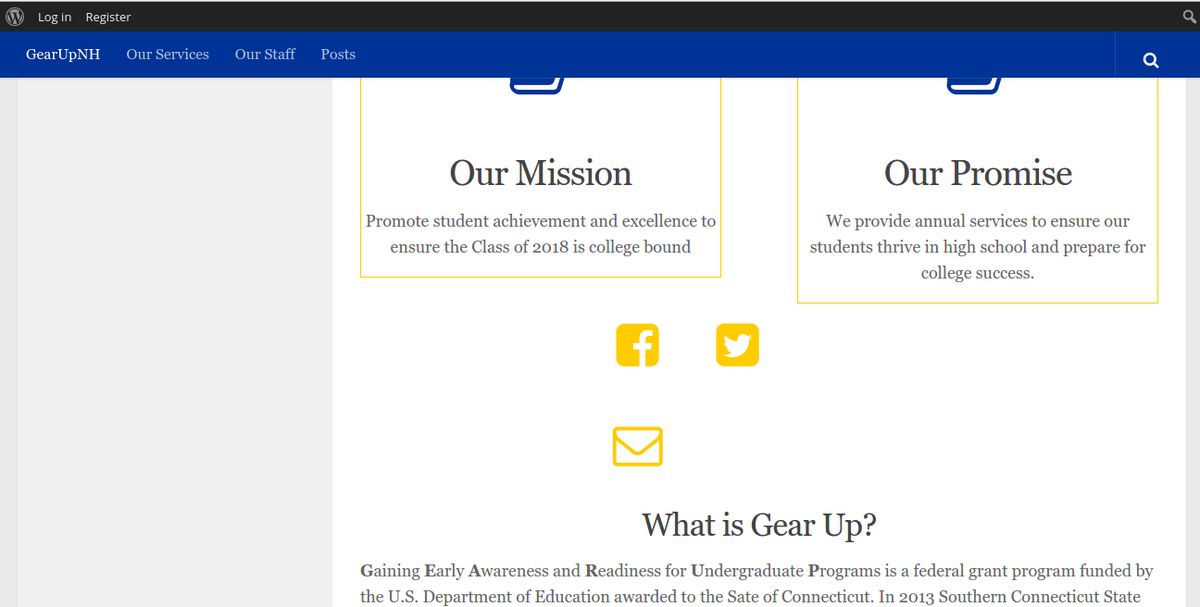 Log in Register
GearUpNH Our Services Our Staff Posts
Our Mission
Promote student achievement and excellence to
ensure the Class of 2018 is college bound
Our Promise
We provide annual services to ensure our
students thrive in high school and prepare for
college success.
What is Gear Up?
Gaining Early Awareness and Readiness for Undergraduate Programs is a federal grant program funded by
the U.S. Department of Education awarded to the Sate of Connecticut. In 2013 Southern Connecticut State